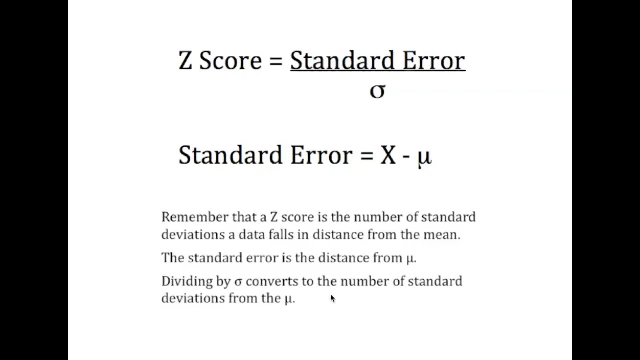 Z Score = Standard Error
σ
Standard Error = X - µ
Remember that a Z score is the number of standard
deviations a data falls in distance from the mean.
The standard error is the distance from µ.
Dividing by σ converts to the number of standard
deviations from the µ.